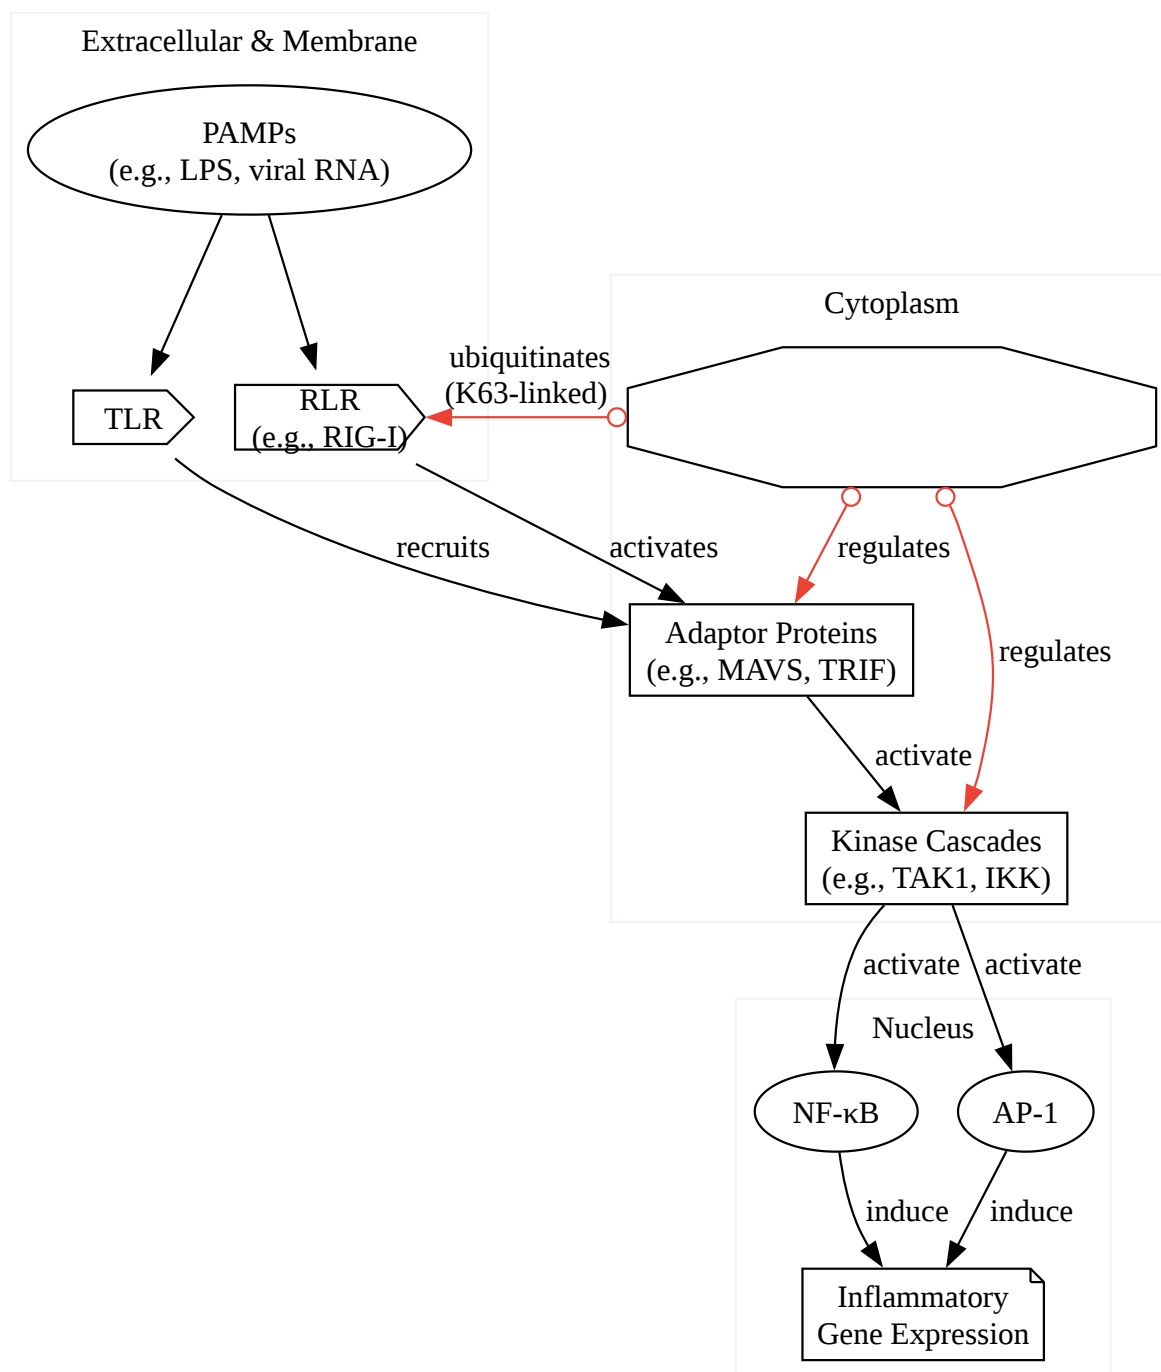 Extracellular & Membrane
PAMPs
(e.g., LPS, viral RNA)
TLR
RLR
(e.g., RIG-I)
ubiquitinates
(K63-linked)
Cytoplasm
recruits
activates
regulates
regulates
Adaptor Proteins
(e.g., MAVS, TRIF)
activate
Kinase Cascades
(e.g., TAK1, IKK)
activate
activate
Nucleus
NF-κB
AP-1
induce
induce
Inflammatory
Gene Expression